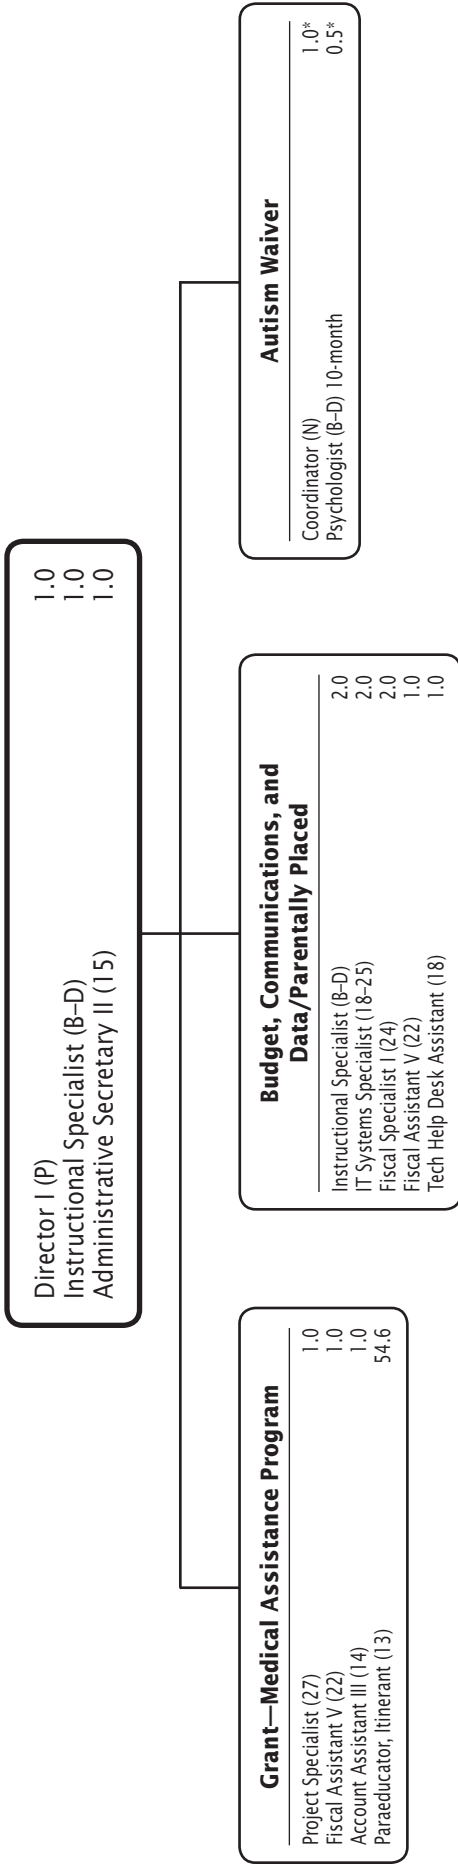 Director I (P) 1.0
Instructional Specialist (B–D) 1.0
Administrative Secretary II (15) 1.0
Grant—Medical Assistance Program
Project Specialist (27) 1.0
Fiscal Assistant V (22) 1.0
Account Assistant III (14) 1.0
Paraeducator, Itinerant (13) 54.6
Budget, Communications, and
Data/Parentally Placed
Instructional Specialist (B–D) 2.0
IT Systems Specialist (18–25) 2.0
Fiscal Specialist I (24) 2.0
Fiscal Assistant V (22) 1.0
Tech Help Desk Assistant (18) 1.0
Autism Waiver
Coordinator (N) 1.0*
Psychologist (B–D) 10-month 0.5*